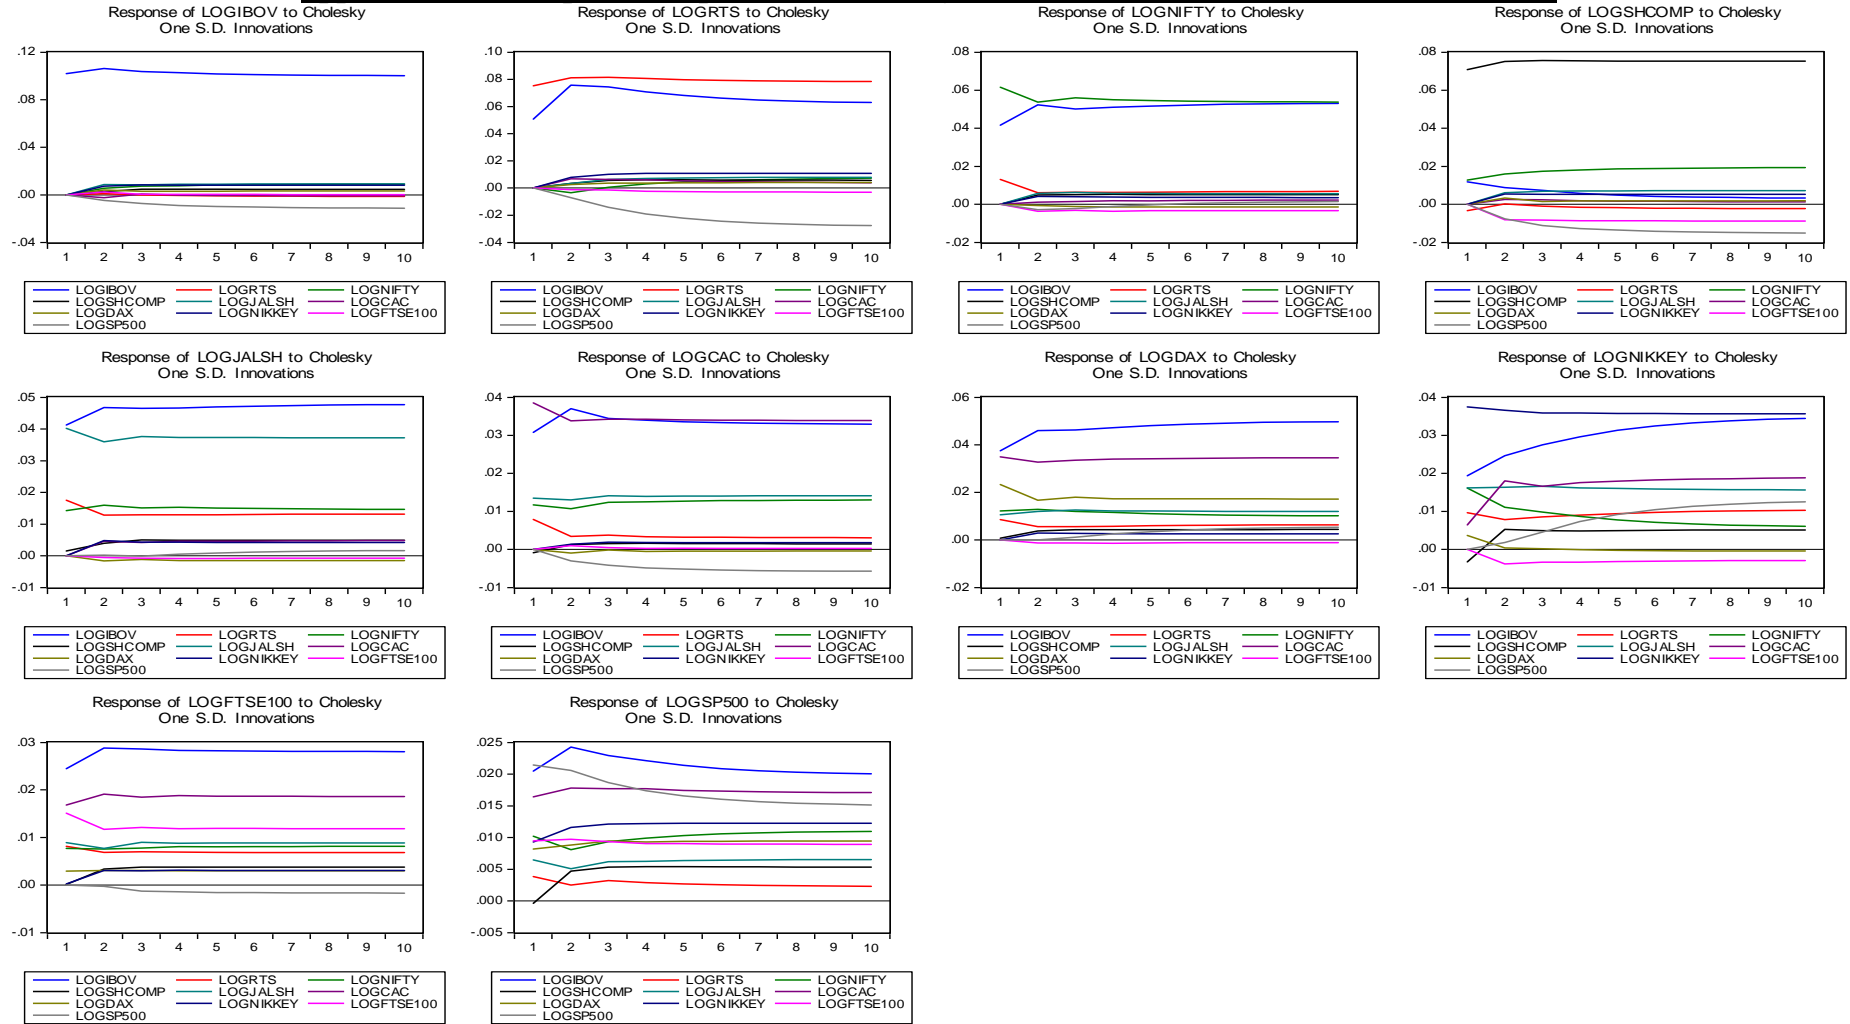 Response of LOGIBOV to Cholesky
One S.D. Innovations
.12
.08
.04
.00
-.04
1 2 3 4 5 6 7 8 9 10
LOGIBOV LOGRTS LOGNIFTY
LOGSHCOMP LOGJALSH LOGCAC
LOGDAX LOGNIKKEY LOGFTSE100
LOGSP500
Response of LOGRTS to Cholesky
One S.D. Innovations
.10
.08
.06
.04
.02
.00
-.02
-.04
1 2 3 4 5 6 7 8 9 10
LOGIBOV LOGRTS LOGNIFTY
LOGSHCOMP LOGJALSH LOGCAC
LOGDAX LOGNIKKEY LOGFTSE100
LOGSP500
Response of LOGNIFTY to Cholesky
One S.D. Innovations
.08
.06
.04
.02
.00
-.02
1 2 3 4 5 6 7 8 9 10
LOGIBOV LOGRTS LOGNIFTY
LOGSHCOMP LOGJALSH LOGCAC
LOGDAX LOGNIKKEY LOGFTSE100
LOGSP500
Response of LOGSHCOMP to Cholesky
One S.D. Innovations
.08
.06
.04
.02
.00
-.02
1 2 3 4 5 6 7 8 9 10
LOGIBOV LOGRTS LOGNIFTY
LOGSHCOMP LOGJALSH LOGCAC
LOGDAX LOGNIKKEY LOGFTSE100
LOGSP500
Response of LOGJALSH to Cholesky
One S.D. Innovations
.05
.04
.03
.02
.01
.00
-.01
1 2 3 4 5 6 7 8 9 10
LOGIBOV LOGRTS LOGNIFTY
LOGSHCOMP LOGJALSH LOGCAC
LOGDAX LOGNIKKEY LOGFTSE100
LOGSP500
Response of LOGCAC to Cholesky
One S.D. Innovations
.04
.03
.02
.01
.00
-.01
1 2 3 4 5 6 7 8 9 10
LOGIBOV LOGRTS LOGNIFTY
LOGSHCOMP LOGJALSH LOGCAC
LOGDAX LOGNIKKEY LOGFTSE100
LOGSP500
Response of LOGDAX to Cholesky
One S.D. Innovations
.06
.04
.02
.00
-.02
1 2 3 4 5 6 7 8 9 10
LOGIBOV LOGRTS LOGNIFTY
LOGSHCOMP LOGJALSH LOGCAC
LOGDAX LOGNIKKEY LOGFTSE100
LOGSP500
Response of LOGNIKKEY to Cholesky
One S.D. Innovations
.04
.03
.02
.01
.00
-.01
1 2 3 4 5 6 7 8 9 10
LOGIBOV LOGRTS LOGNIFTY
LOGSHCOMP LOGJALSH LOGCAC
LOGDAX LOGNIKKEY LOGFTSE100
LOGSP500
Response of LOGFTSE100 to Cholesky
One S.D. Innovations
.03
.02
.01
.00
-.01
1 2 3 4 5 6 7 8 9 10
LOGIBOV LOGRTS LOGNIFTY
LOGSHCOMP LOGJALSH LOGCAC
LOGDAX LOGNIKKEY LOGFTSE100
LOGSP500
Response of LOGSP500 to Cholesky
One S.D. Innovations
.025
.020
.015
.010
.005
.000
-.005
1 2 3 4 5 6 7 8 9 10
LOGIBOV LOGRTS LOGNIFTY
LOGSHCOMP LOGJALSH LOGCAC
LOGDAX LOGNIKKEY LOGFTSE100
LOGSP500